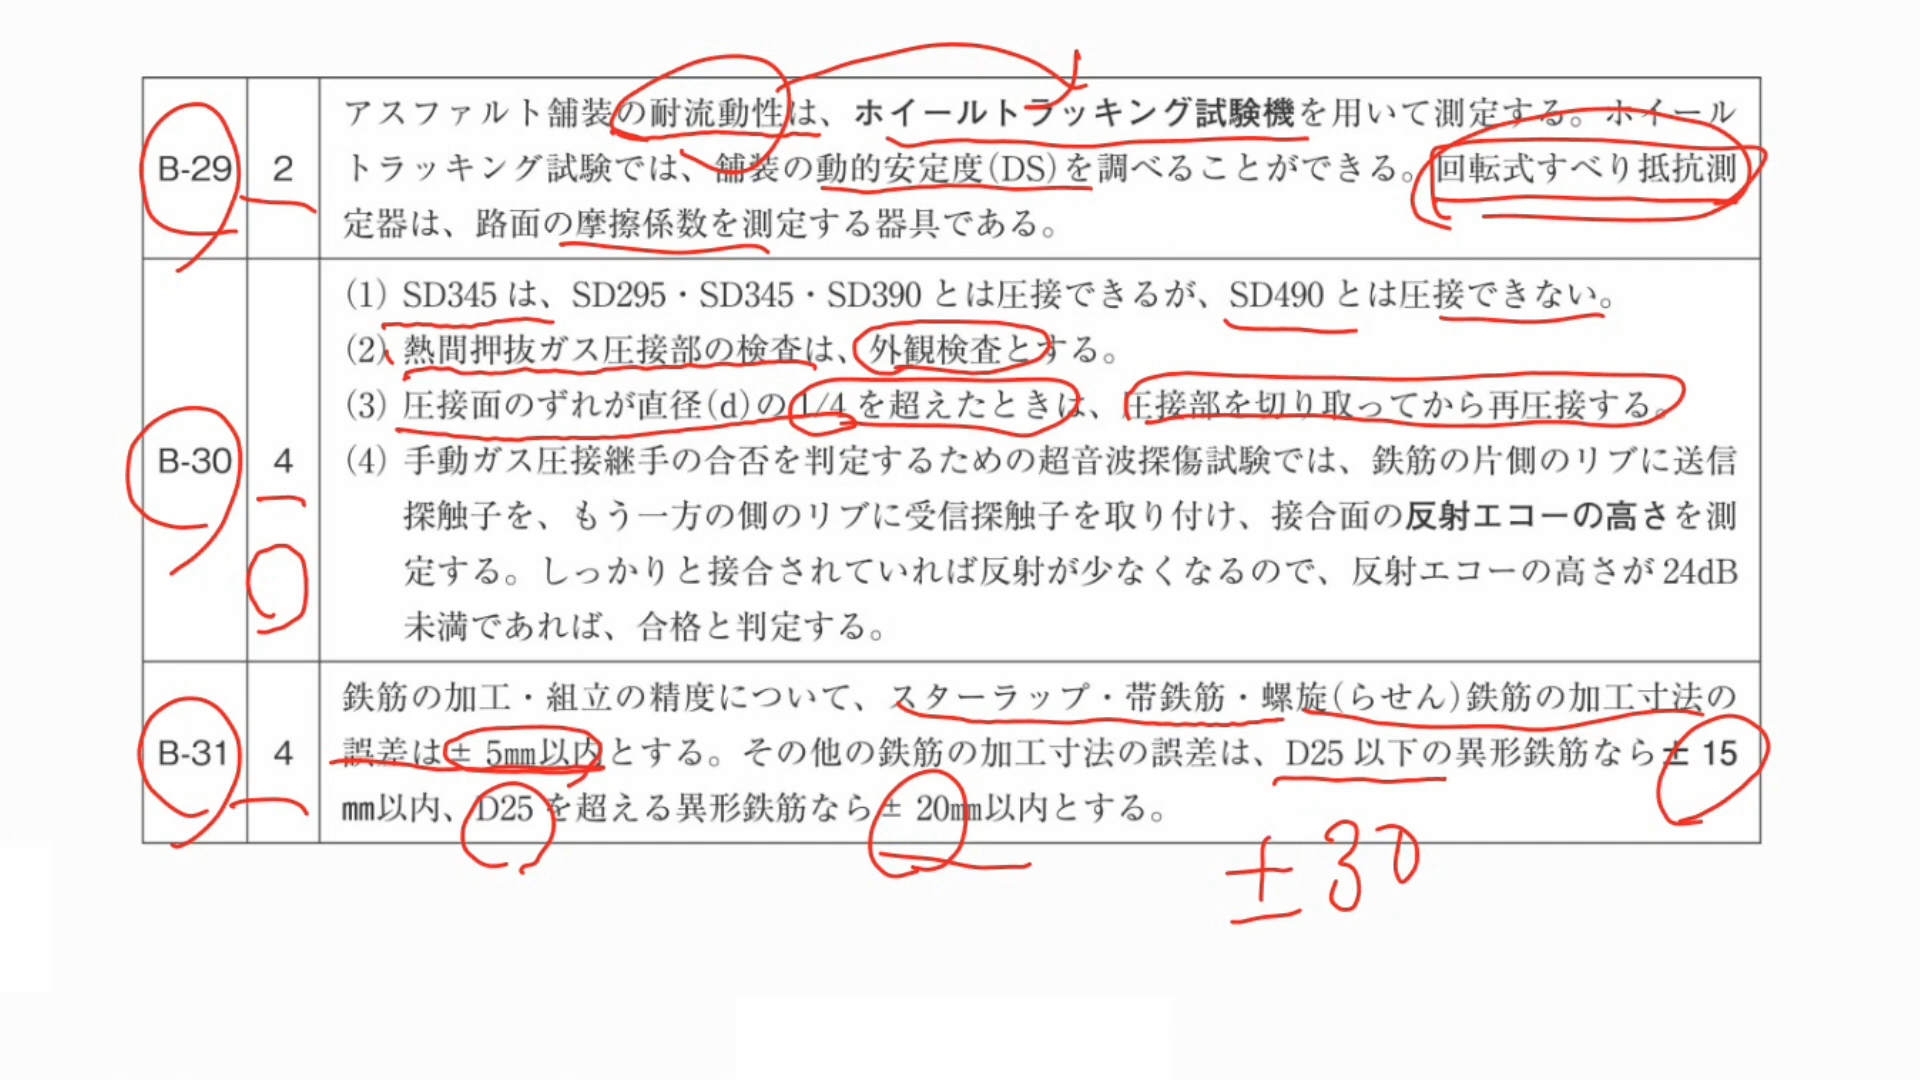 B-29 2 アスファルト舗装の耐流動性は、ホイールトラッキング試験機を用いて測定する。ホイール
トラッキング試験では、舗装の動的安定度(DS)を調べることができる。回転式すべり抵抗測
定器は、路面の摩擦係数を測定する器具である。
B-30 4
(1) SD345は、SD295・SD345・SD390とは圧接できるが、SD490とは圧接できない。
(2) 熱間押抜ガス圧接部の検査は、外観検査とする。
(3) 圧接面のずれが直径(d)の1/4を超えたときは、圧接部を切り取ってから再圧接する。
(4) 手動ガス圧接継手の合否を判定するための超音波探傷試験では、鉄筋の片側のリブに送信
探触子を、もう一方の側のリブに受信探触子を取り付け、接合面の反射エコーの高さを測
定する。しっかりと接合されていれば反射が少なくなるので、反射エコーの高さが24dB
未満であれば、合格と判定する。
B-31 4 鉄筋の加工・組立の精度について、スターラップ・帯鉄筋・螺旋(らせん)鉄筋の加工寸法の
誤差は± 5mm以内とする。その他の鉄筋の加工寸法の誤差は、D25以下の異形鉄筋なら± 15
mm以内、D25を超える異形鉄筋なら± 20mm以内とする。
±30